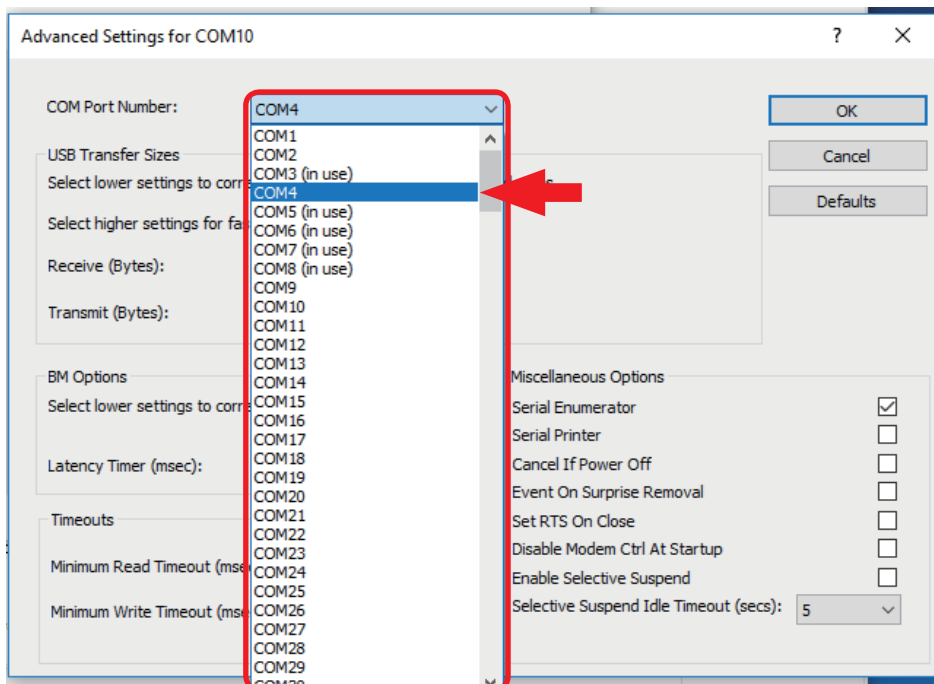 Advanced Settings for COM10
?
COM Port Number:
COM4
OK
Cancel
Defaults
COM1
COM2
COM3 (in use)
COM4
COM5 (in use)
COM6 (in use)
COM7 (in use)
COM8 (in use)
COM9
COM10
COM11
COM12
COM13
COM14
COM15
COM16
COM17
COM18
COM19
COM20
COM21
COM22
COM23
COM24
COM25
COM26
COM27
COM28
COM29
USB Transfer Sizes
Select lower settings to
Select higher settings for
Receive (Bytes):
Transmit (Bytes):
BM Options
Select lower settings to
Latency Timer (msec):
Timeouts
Minimum Read Timeout
Minimum Write Timeout
Miscellaneous Options
Serial Enumerator
Serial Printer
Cancel If Power Off
Event On Surprise Removal
Set RTS On Close
Disable Modem Ctrl At Startup
Enable Selective Suspend
Selective Suspend Idle Timeout (secs): 5